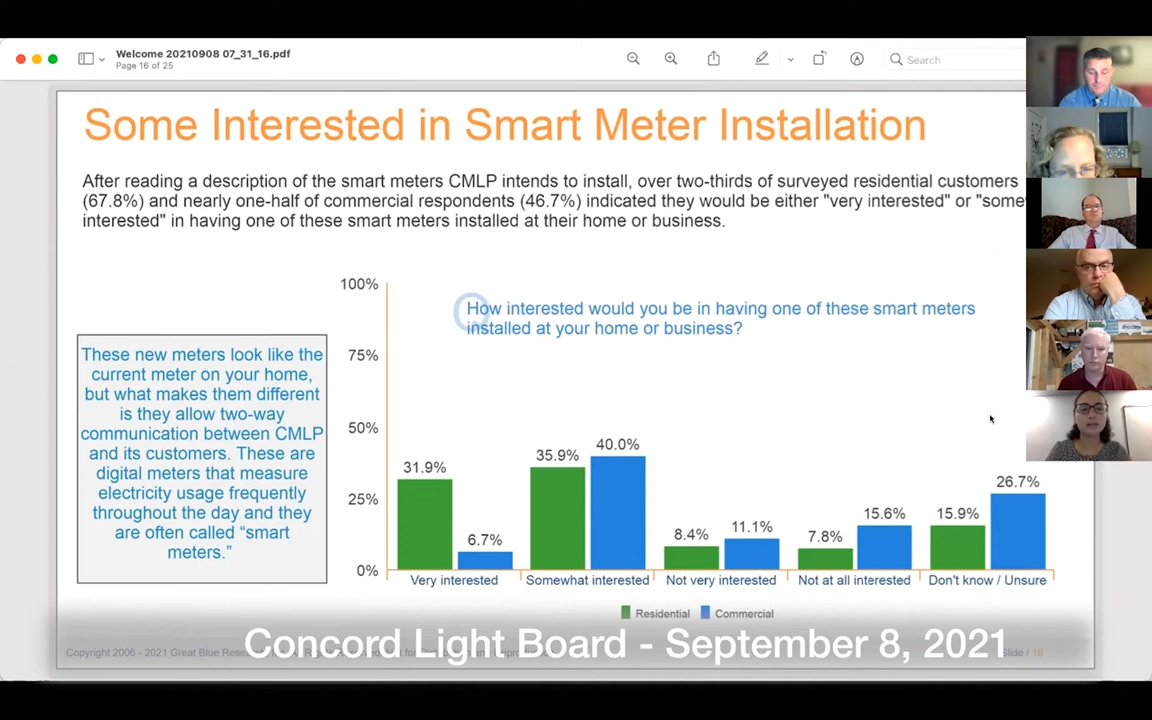 Welcome 20210908 07_31_16.pdf
Page 16 of 25
Search
Some Interested in Smart Meter Installation
After reading a description of the smart meters CMLP intends to install, over two-thirds of surveyed residential customers
(67.8%) and nearly one-half of commercial respondents (46.7%) indicated they would be either "very interested" or "some
interested" in having one of these smart meters installed at their home or business.
How interested would you be in having one of these smart meters
installed at your home or business?
These new meters look like the
current meter on your home,
but what makes them different
is they allow two-way
communication between CMLP
and its customers. These are
digital meters that measure
electricity usage frequently
throughout the day and they
are often called “smart
meters.”
100%
75%
50%
25%
0%
31.9%
6.7%
35.9%
40.0%
8.4%
11.1%
7.8%
15.6%
15.9%
26.7%
Very interested
Somewhat interested
Not very interested
Not at all interested
Don't know / Unsure
Residential
Commercial
Concord Light Board - September 8, 2021
Copyright 2006 - 2021 Great Blue
Slide / 16